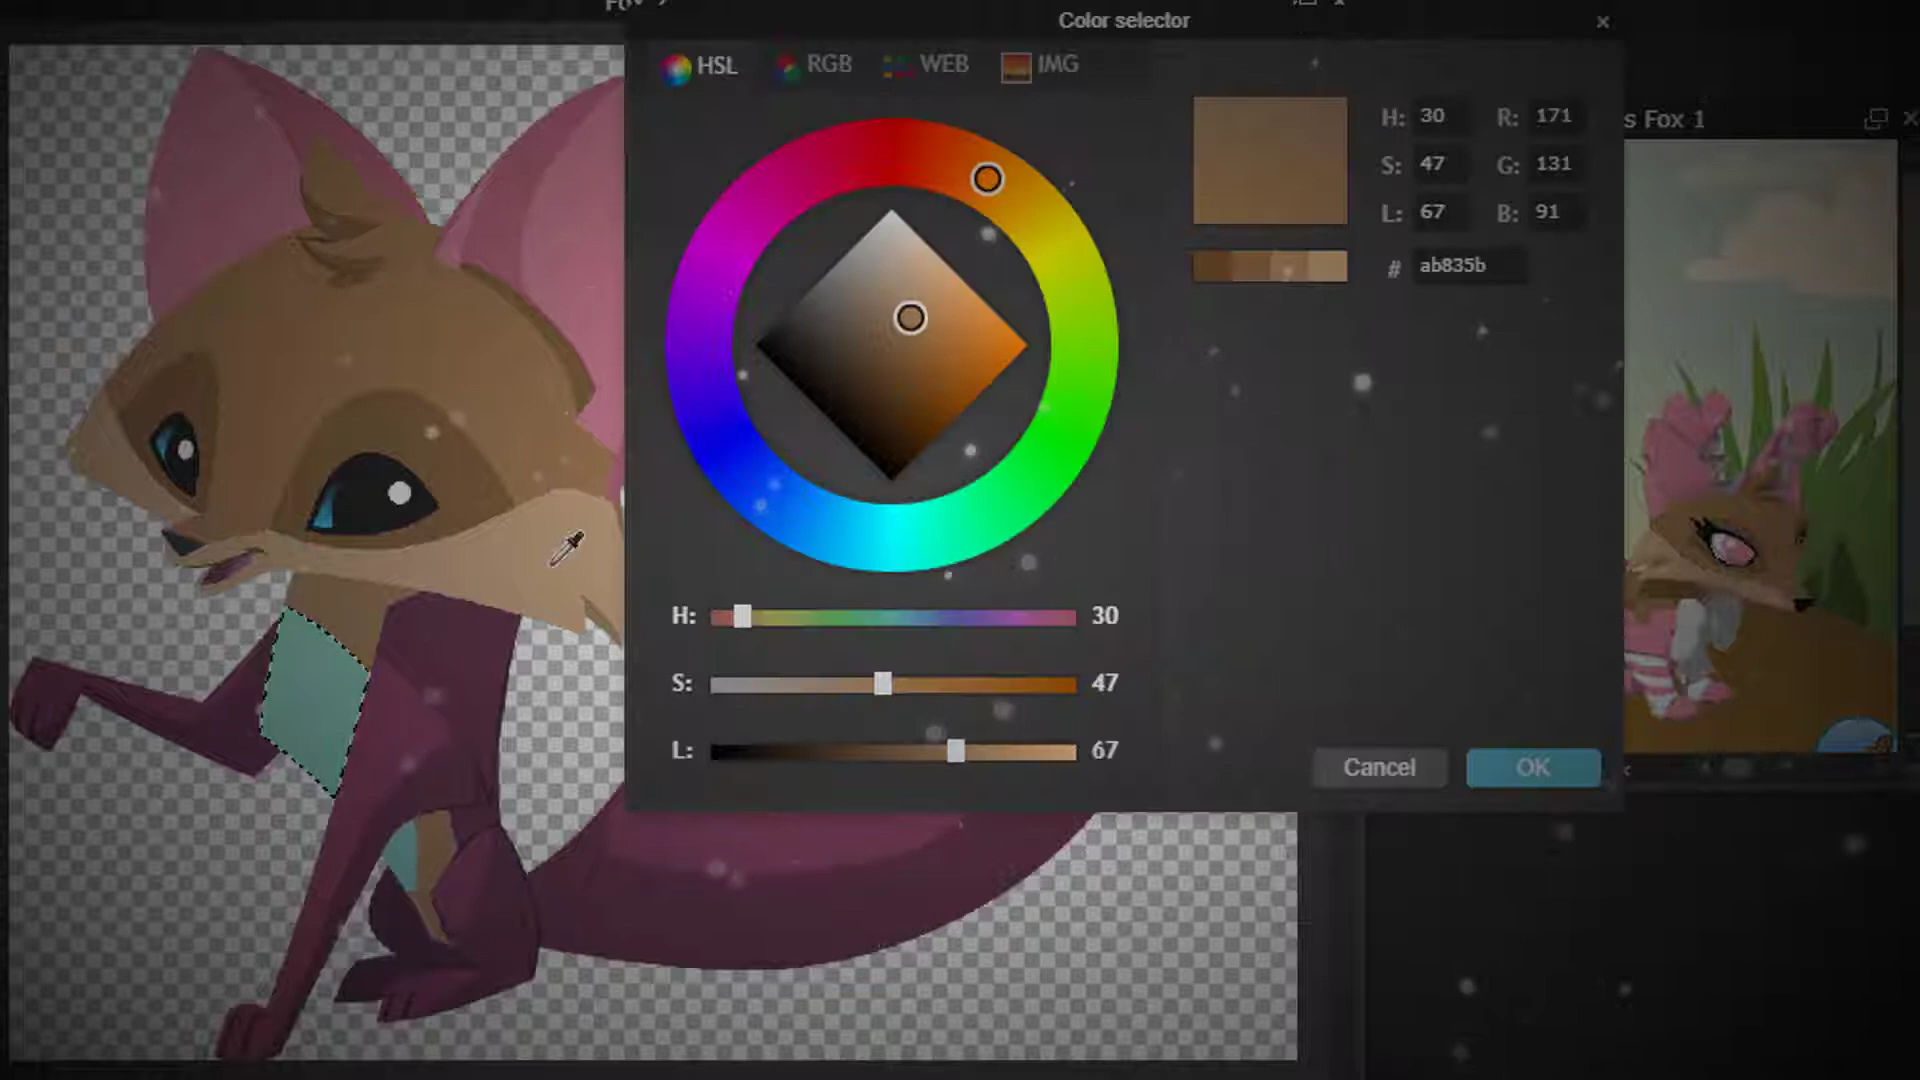 Color selector
HSL RGB WEB IMG
H: 30 R: 171
S: 47 G: 131
L: 67 B: 91
# ab835b
s Fox 1
H: 30
S: 47
L: 67
Cancel OK